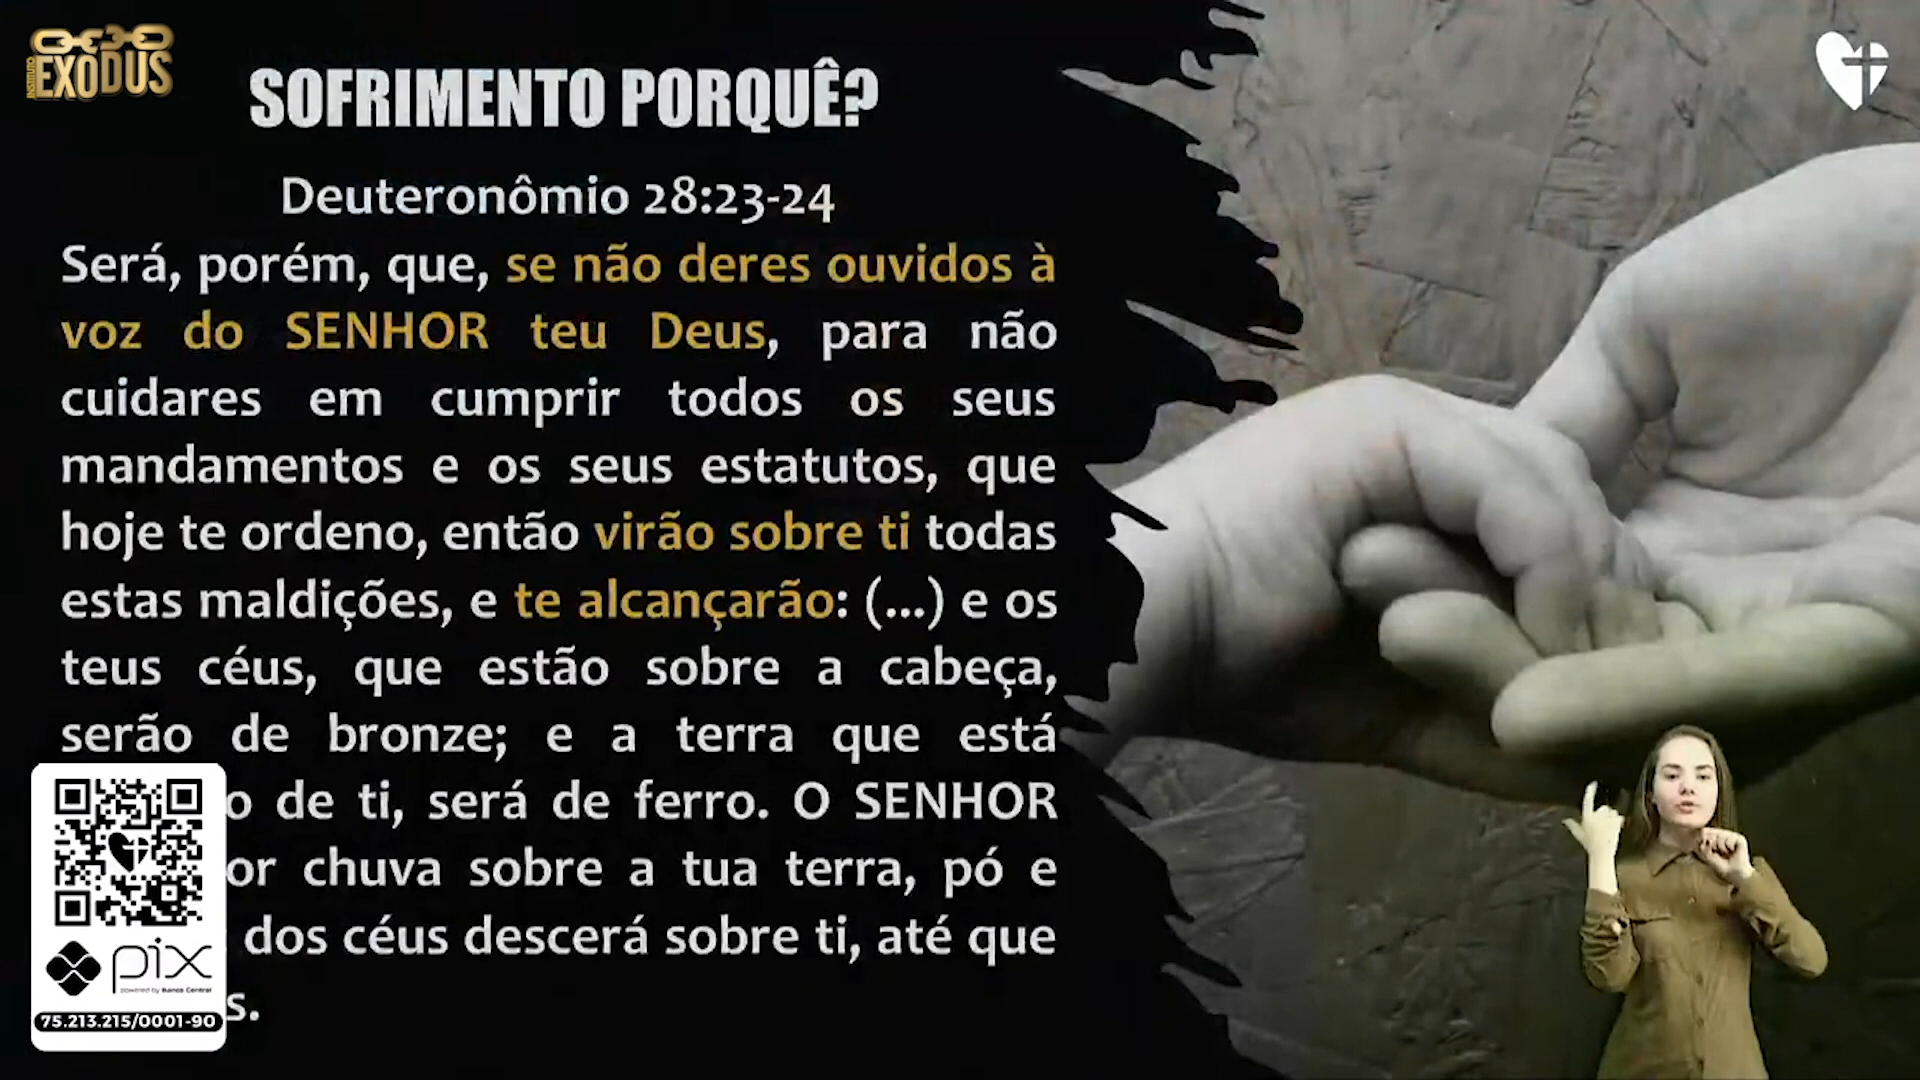 INSTITUTO
EXODUS
SOFRIMENTO PORQUÊ?
Deuteronômio 28:23-24
Será, porém, que, se não deres ouvidos à
voz do SENHOR teu Deus, para não
cuidares em cumprir todos os seus
mandamentos e os seus estatutos, que
hoje te ordeno, então virão sobre ti todas
estas maldições, e te alcançarão: (...) e os
teus céus, que estão sobre a cabeça,
serão de bronze; e a terra que está
de ti, será de ferro. O SENHOR
chuva sobre a tua terra, pó e
dos céus descerá sobre ti, até que
pix
powered by Banco Central
75.213.215/0001-90